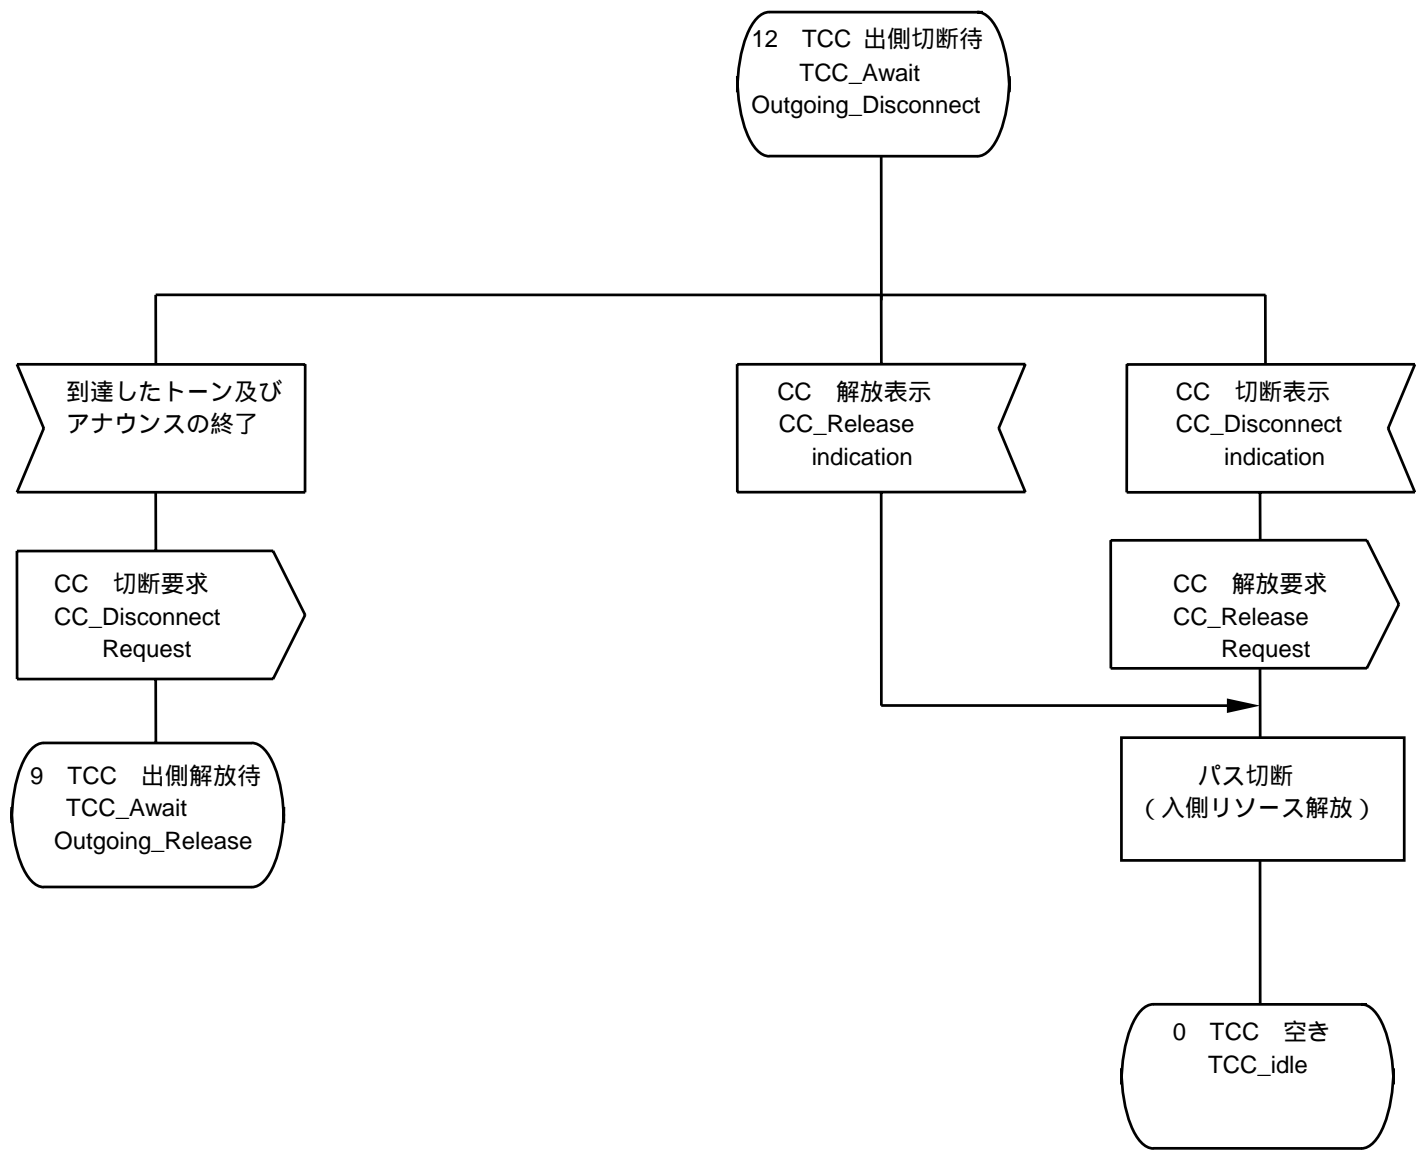 12　TCC 出側切断待
TCC_Await
Outgoing_Disconnect
到達したトーン及び
アナウンスの終了
CC　解放表示
CC_Release
indication
CC　切断表示
CC_Disconnect
indication
CC　切断要求
CC_Disconnect
Request
CC　解放要求
CC_Release
Request
9　TCC　出側解放待
TCC_Await
Outgoing_Release
パス切断
（入側リソース解放）
0　TCC　空き
TCC_idle